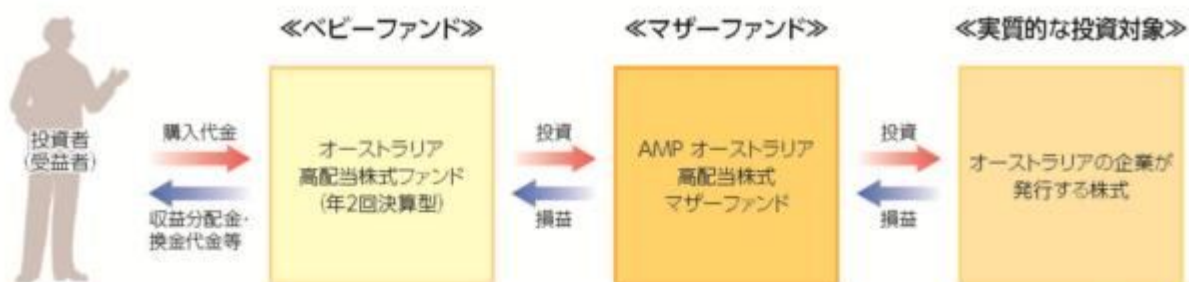 ≪ベビーファンド≫
≪マザーファンド≫
≪実質的な投資対象≫
投資者
(受益者)
購入代金
収益分配金・
換金代金等
オーストラリア
高配当株式ファンド
(年2回決算型)
投資
損益
AMP オーストラリア
高配当株式
マザーファンド
投資
損益
オーストラリアの企業が
発行する株式